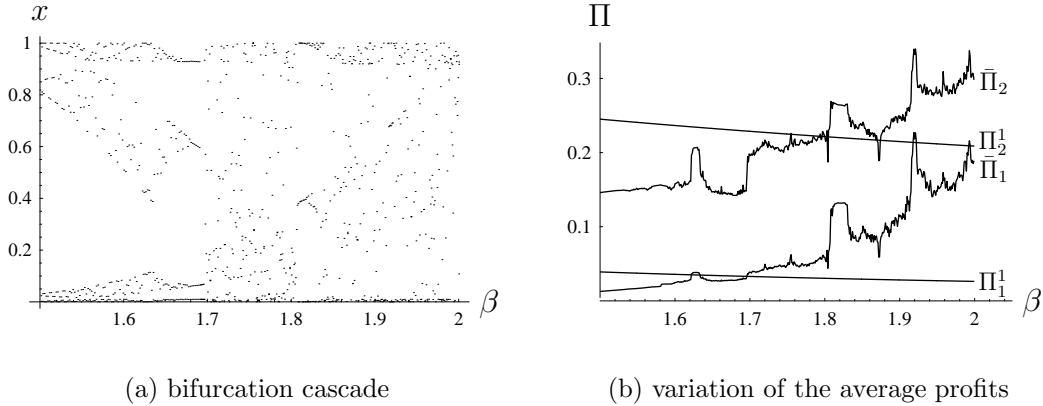 x
1
0.8
0.6
0.4
0.2
1.6 1.7 1.8 1.9 2 β
(a) bifurcation cascade
Π
0.3
0.2
0.1
Π̄₂
Π₂¹
Π̄₁
Π₁¹
1.6 1.7 1.8 1.9 2 β
(b) variation of the average profits